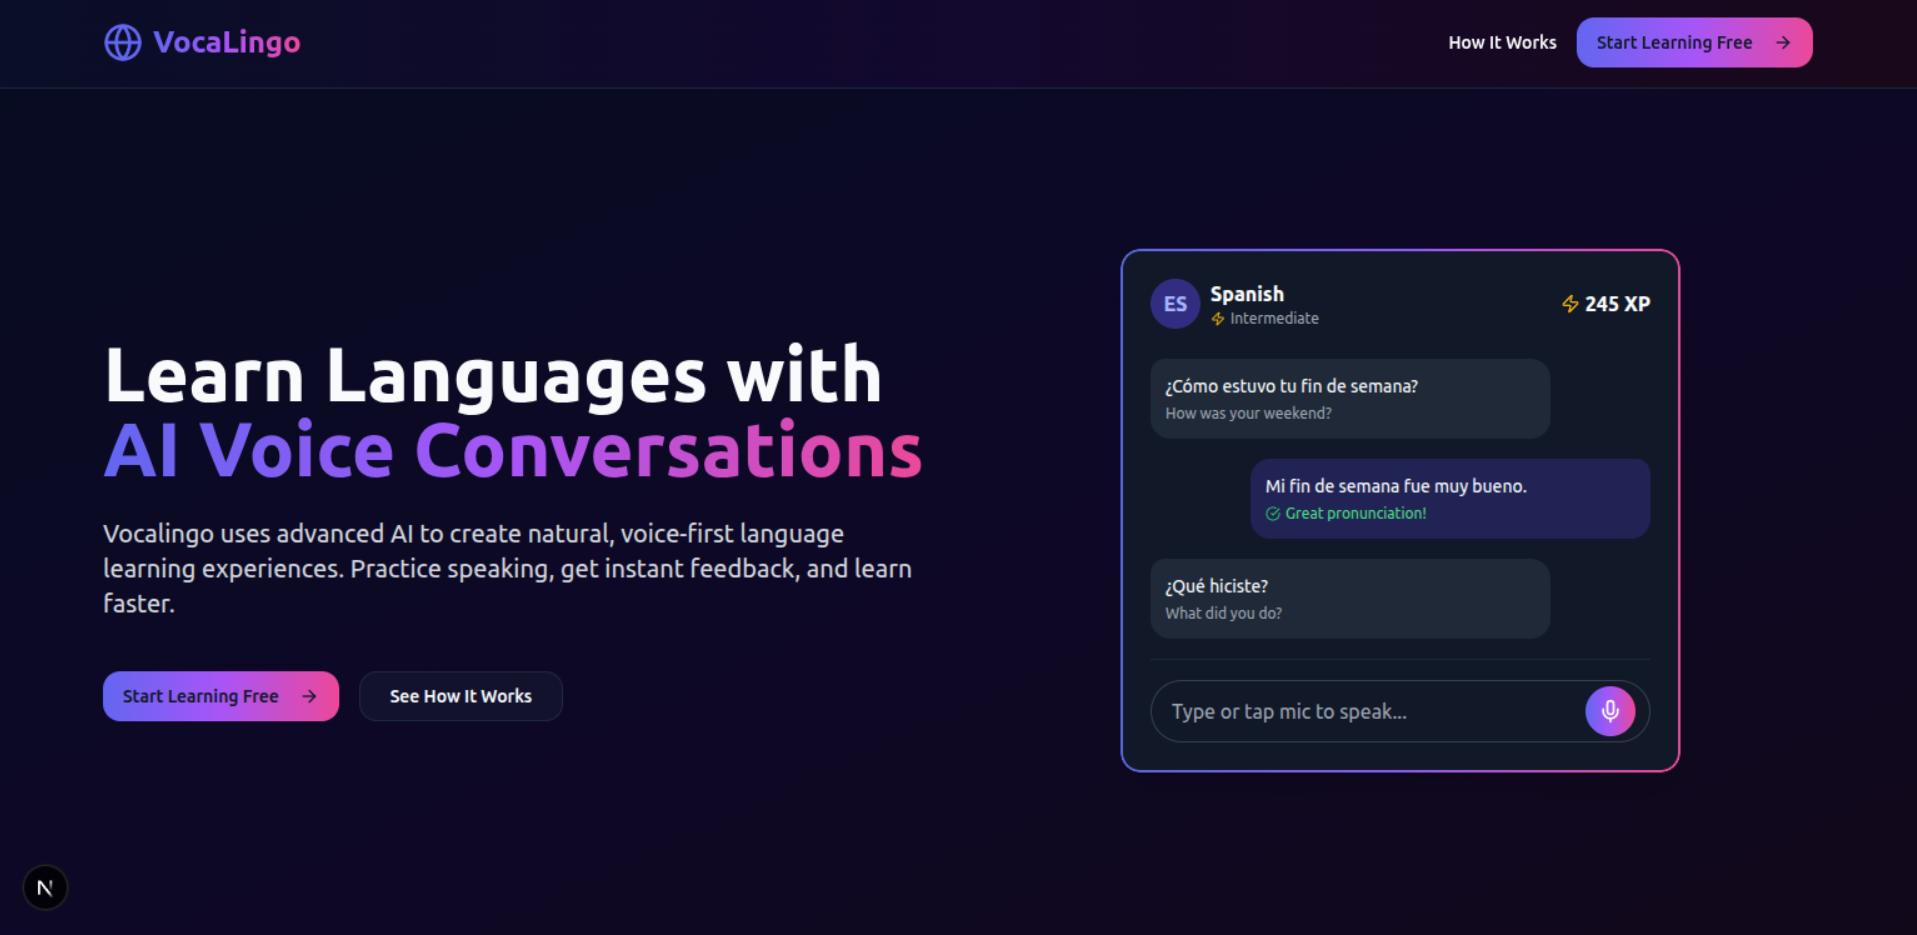 VocaLingo
How It Works
Start Learning Free
Learn Languages with
AI Voice Conversations
Vocalingo uses advanced AI to create natural, voice-first language
learning experiences. Practice speaking, get instant feedback, and learn
faster.
Start Learning Free
See How It Works
ES
Spanish
Intermediate
245 XP
¿Cómo estuvo tu fin de semana?
How was your weekend?
Mi fin de semana fue muy bueno.
Great pronunciation!
¿Qué hiciste?
What did you do?
Type or tap mic to speak...
N